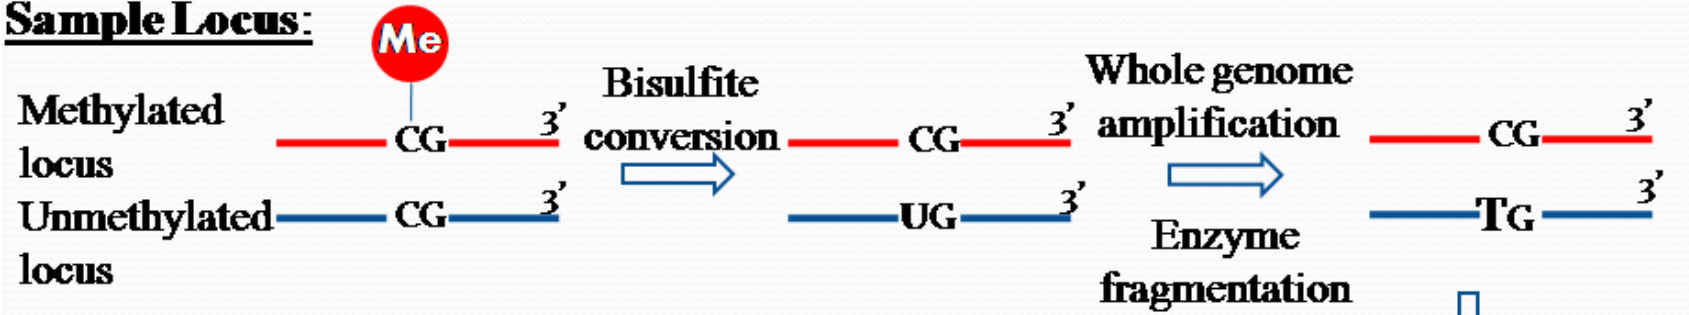 Sample Locus:
Me
Methylated
locus
CG 3’
Unmethylated
locus
CG 3’
Bisulfite
conversion
CG 3’
UG 3’
Whole genome
amplification
Enzyme
fragmentation
CG 3’
TG 3’